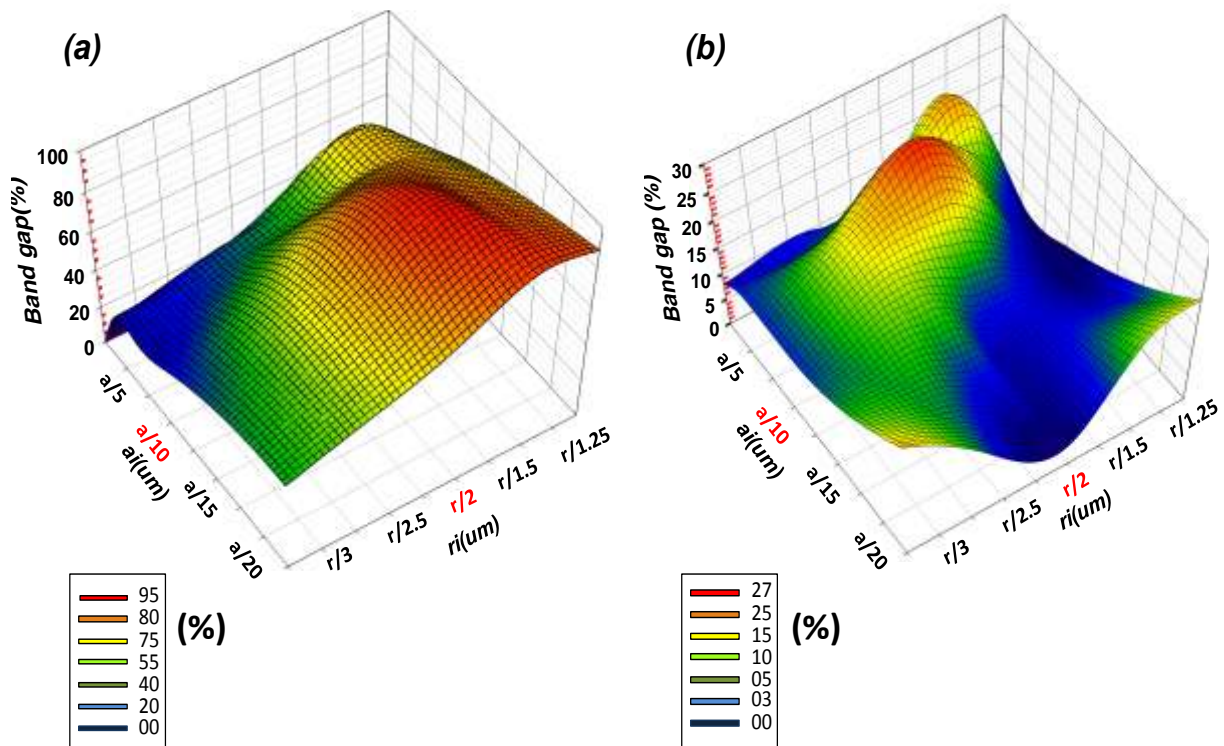 (a)
Band gap(%)
100
80
60
40
20
0
a/5
a/10
a/15
a/20
ai(um)
r/3
r/2.5
r/2
r/1.5
r/1.25
ri(um)
95
80
75
55
40
20
00
(%)
(b)
Band gap (%)
30
25
20
15
10
5
0
a/5
a/10
a/15
a/20
ai(um)
r/3
r/2.5
r/2
r/1.5
r/1.25
ri(um)
27
25
15
10
05
03
00
(%)